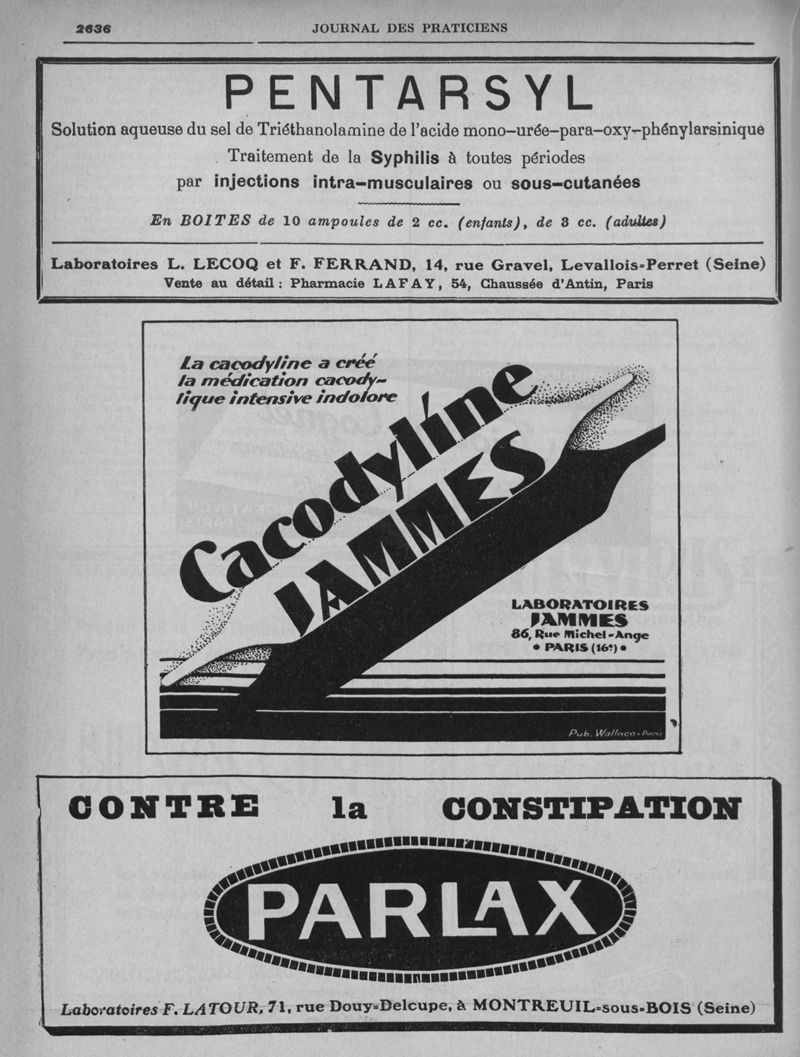 2636
JOURNAL DES PRATICIENS
PENTARSYL
Solution aqueuse du sel de Triéthanolamine de l'acide mono-urée-para-oxy-phénylarsinique
Traitement de la Syphilis à toutes périodes
par injections intra-musculaires ou sous-cutanées
En BOITES de 10 ampoules de 2 cc. (enfants), de 3 cc. (adultes)
Laboratoires L. LECOQ et F. FERRAND, 14, rue Gravel, Levallois-Perret (Seine)
Vente au détail : Pharmacie LAFAY, 54, Chaussée d'Antin, Paris
La cacodyline a créé
la médication cacody-
lique intensive indolore
Cacodyline
JAMMES
LABORATOIRES
JAMMES
86, Rue Michel-Ange
• PARIS (16e) •
Pub. Wallace - Paris
CONTRE la CONSTIPATION
PARLAX
Laboratoires F. LATOUR, 71, rue Douy-Delcupe, à MONTREUIL-sous-BOIS (Seine)